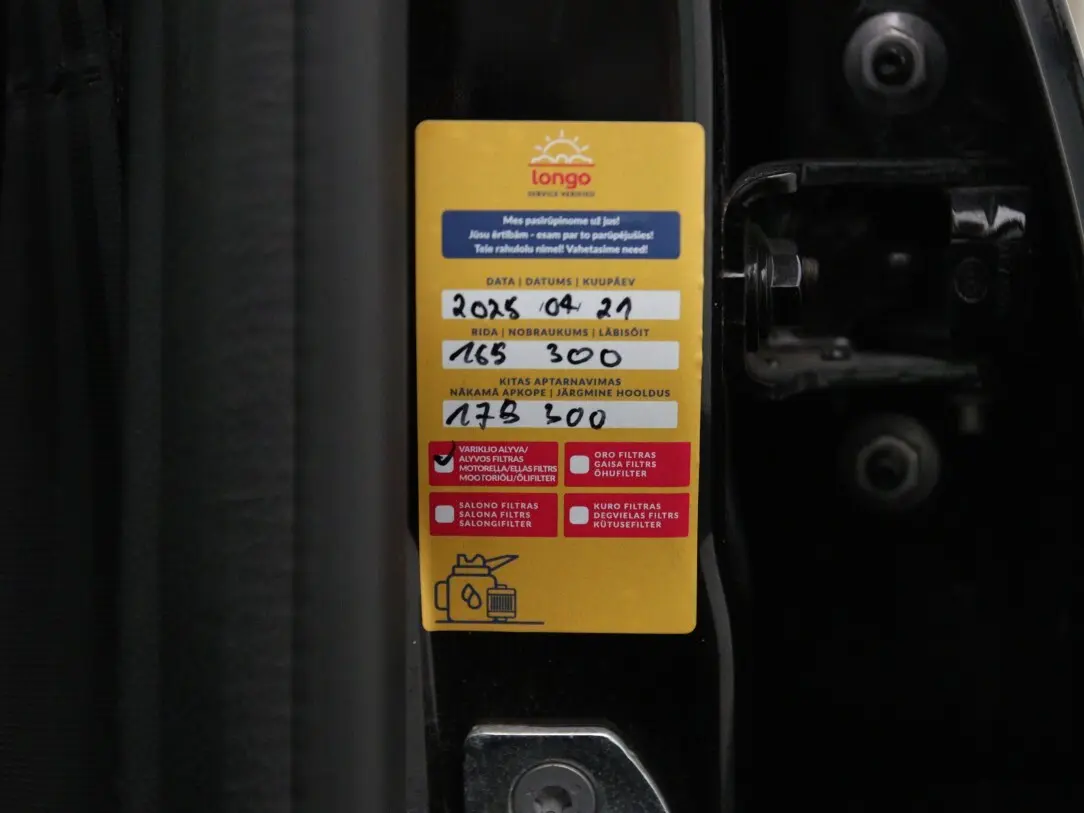 longo
SERVICE VERIFIED
Mes pasirūpinome už jus!
Jūsu ērtībām - esam par to parūpējušies!
Teie rahulolu nimel! Vahetasime need!
DATA | DATUMS | KUUPÄEV
2025 04 21
RIDA | NOBRAUKUMS | LÄBISÕIT
165 300
KITAS APTARNAVIMAS
NĀKAMĀ APKOPE | JÄRGMINE HOOLDUS
175 300
VARIKLIO ALYVA/
ALYVOS FILTRAS
MOTOREĻĻA/EĻĻAS FILTRS
MOOTORIÕLI/ÕLIFILTER
ORO FILTRAS
GAISA FILTRS
ÕHUFILTER
SALONO FILTRAS
SALONA FILTRS
SALONGIFILTER
KURO FILTRAS
DEGVIELAS FILTRS
KÜTUSEFILTER